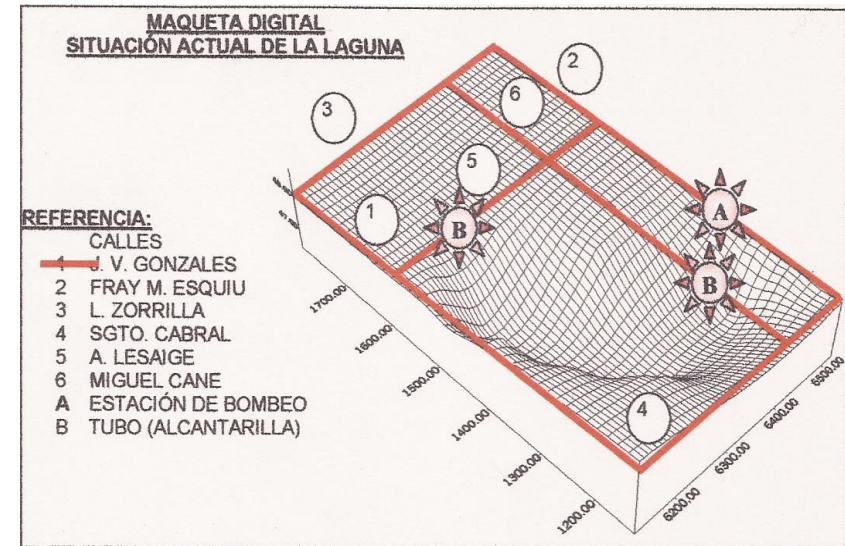 MAQUETA DIGITAL
SITUACIÓN ACTUAL DE LA LAGUNA
2
6
3
5
1
A
B
B
4
REFERENCIA:
CALLES
1 J. V. GONZALES
2 FRAY M. ESQUIU
3 L. ZORRILLA
4 SGTO. CABRAL
5 A. LESAIGE
6 MIGUEL CANE
A ESTACIÓN DE BOMBEO
B TUBO (ALCANTARILLA)
1700.00
1600.00
1500.00
1400.00
1300.00
1200.00
6200.00
6300.00
6400.00
6500.00